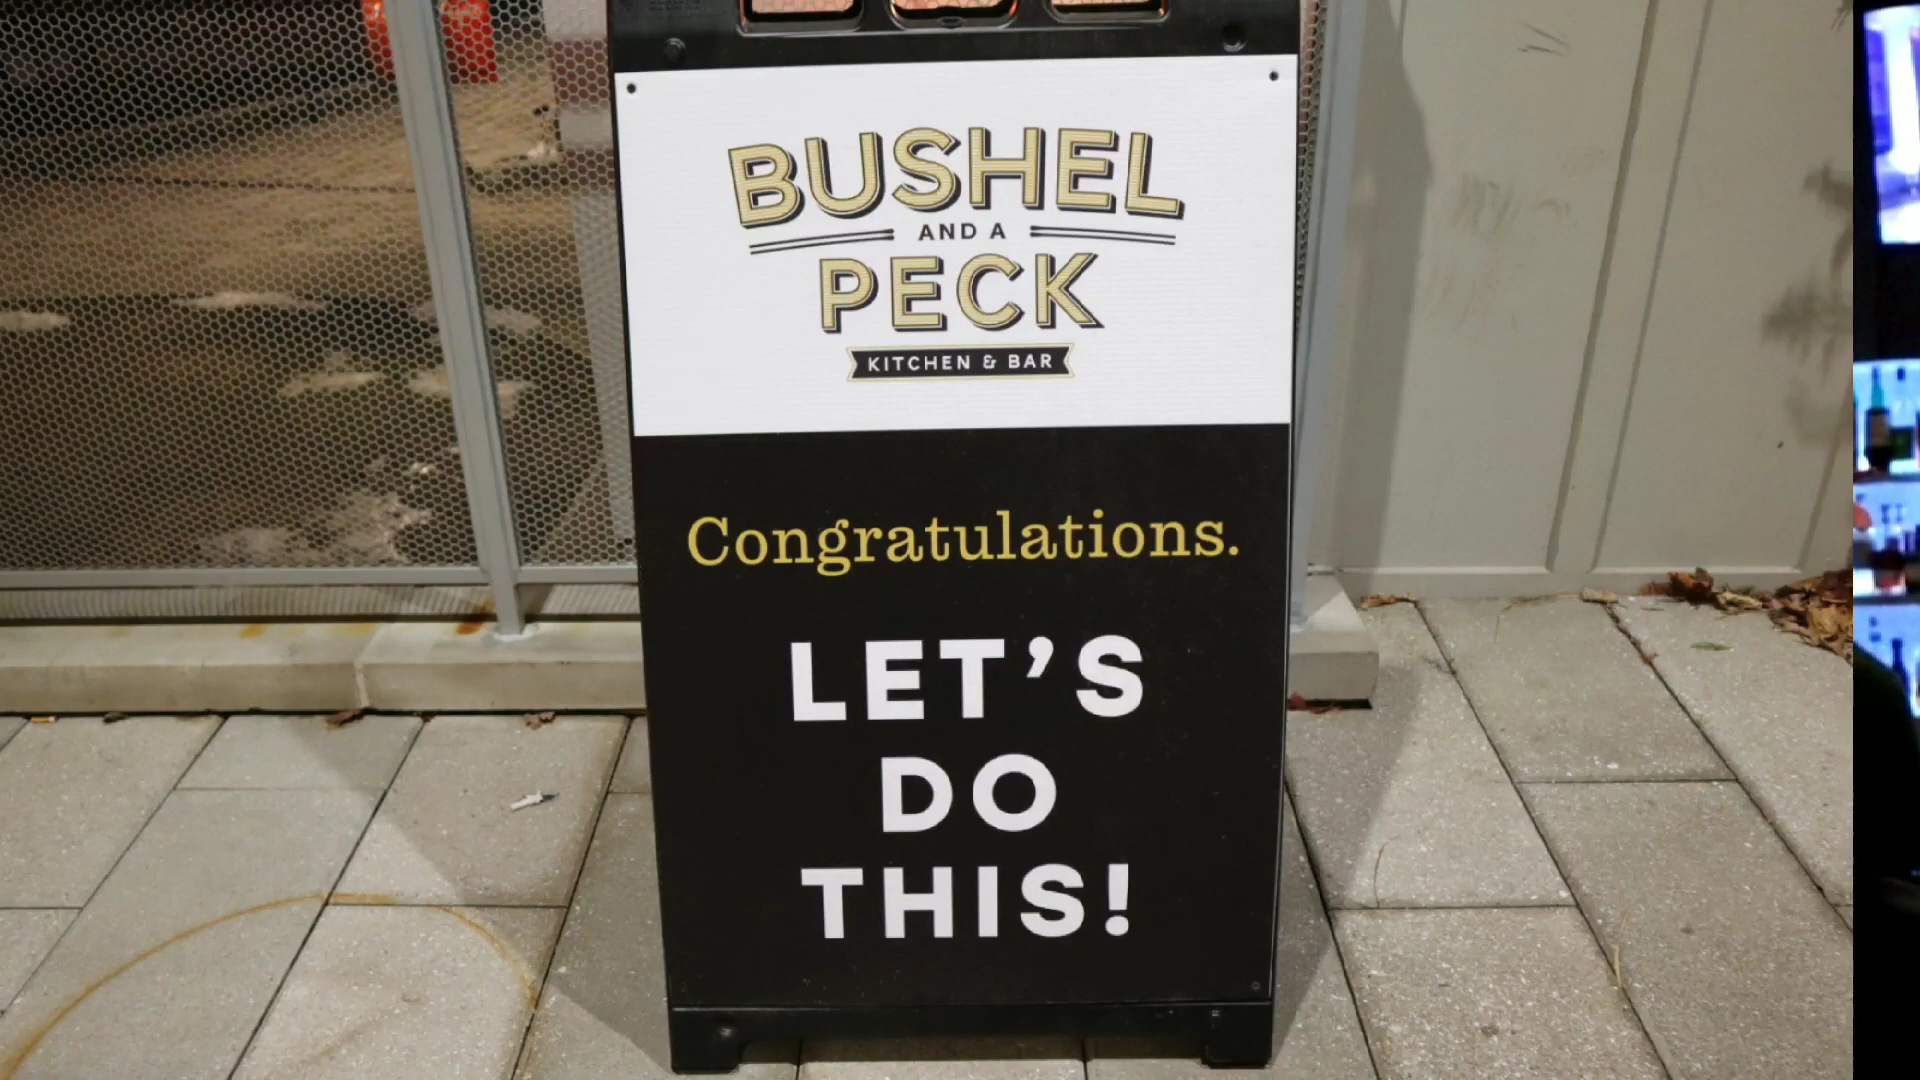 BUSHEL
AND A
PECK
KITCHEN & BAR
Congratulations.
LET'S
DO
THIS!